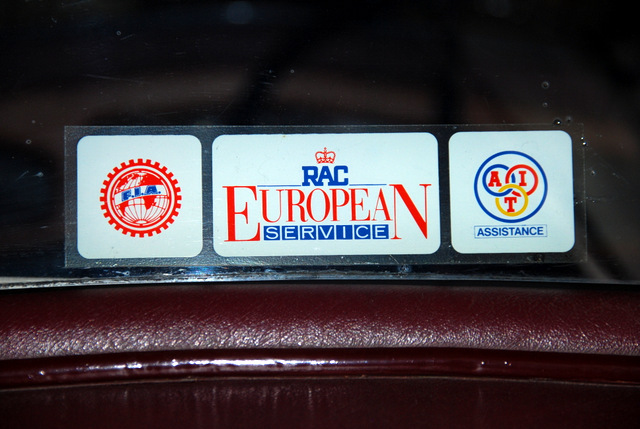 F.I.A.
RAC
EUROPEAN
SERVICE
A I
T
ASSISTANCE